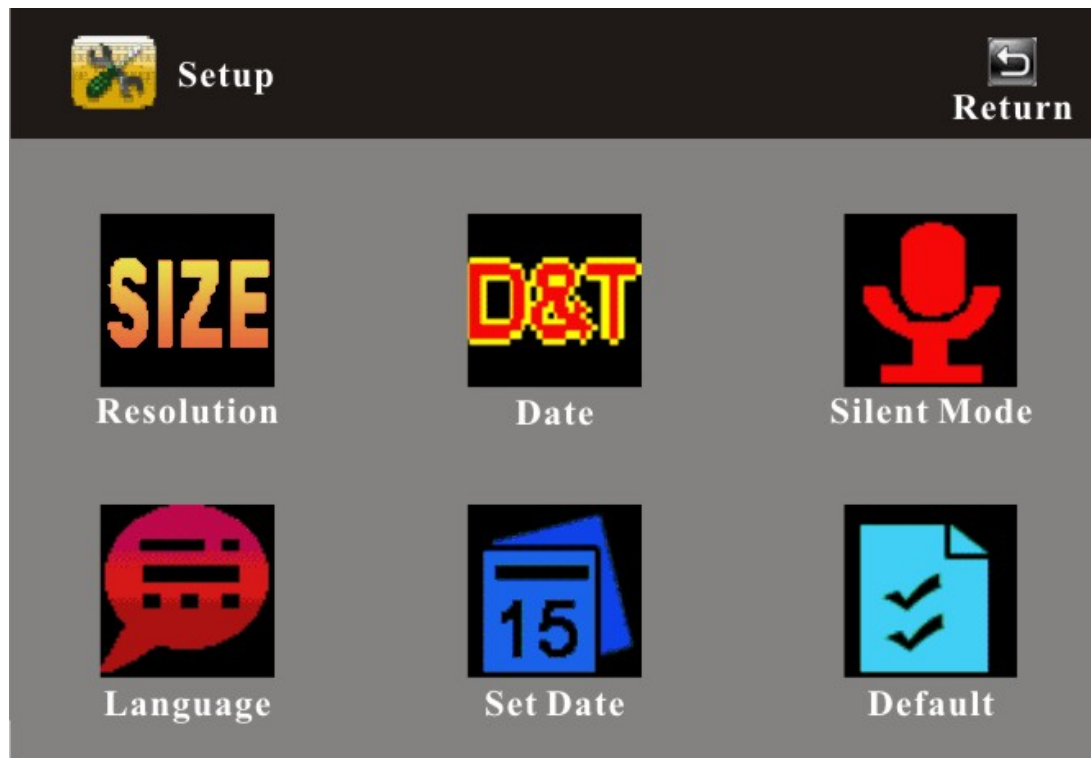 Setup
Return
SIZE
D&T
Resolution
Date
Silent Mode
15
Language
Set Date
Default